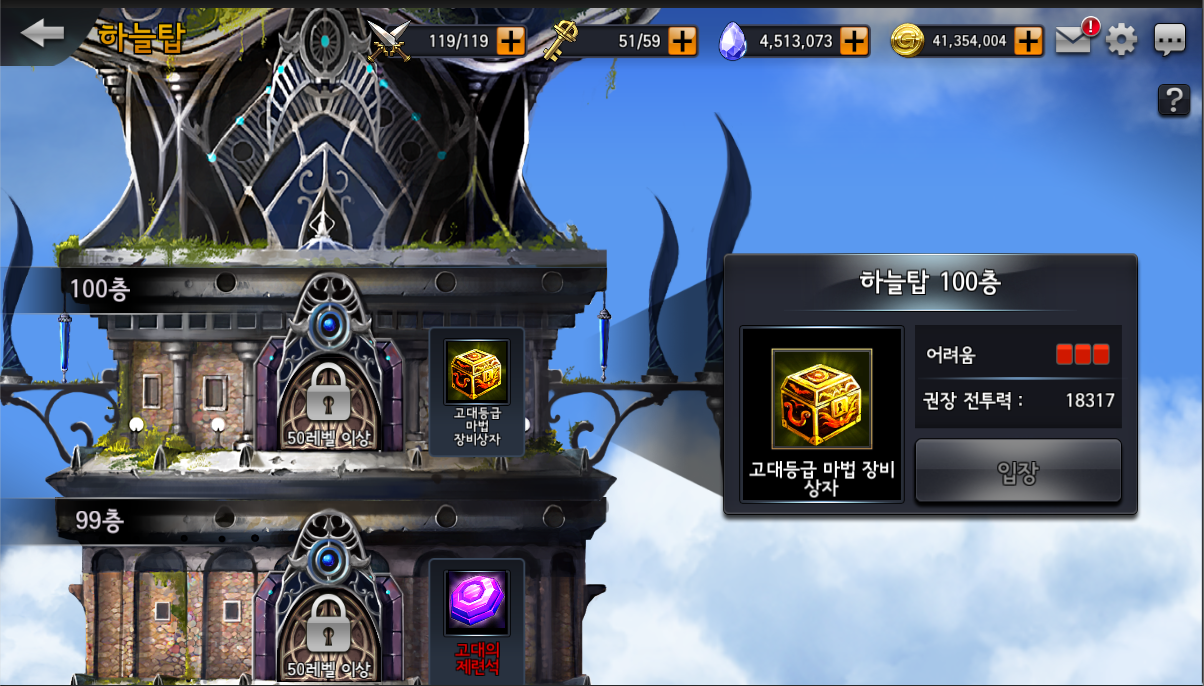 하늘탑
119/119
51/59
4,513,073
41,354,004
!
?
100층
50레벨 이상
고대등급
마법
장비상자
99층
50레벨 이상
고대의
제련석
하늘탑 100층
고대등급 마법 장비
상자
어려움
권장 전투력 : 18317
입장